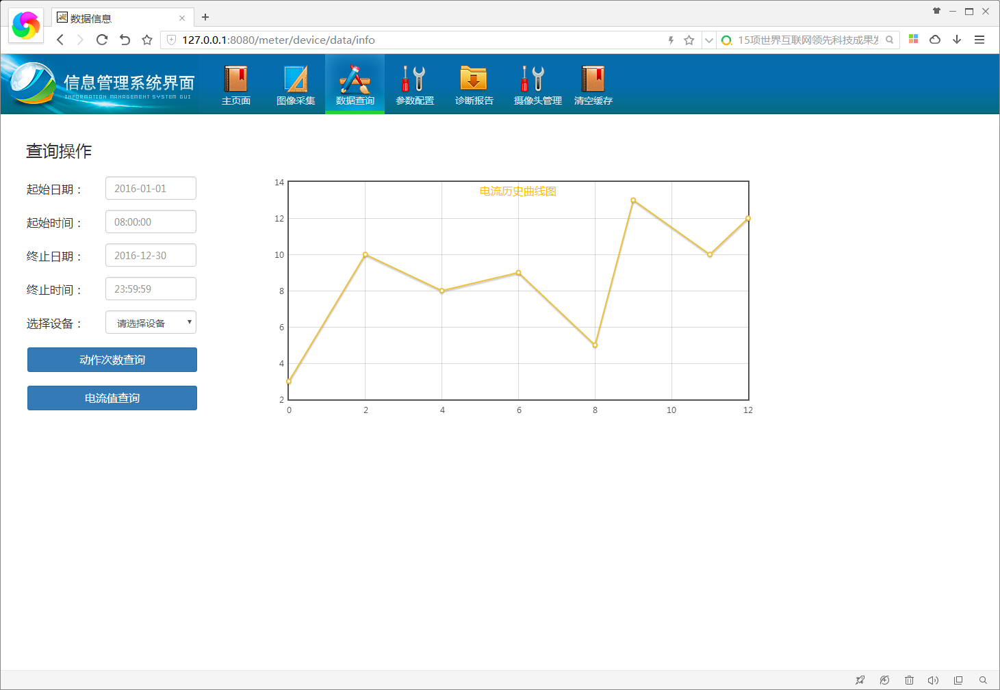 数据信息
127.0.0.1:8080/meter/device/data/info
15项世界互联网领先科技成果发
信息管理系统界面
INFORMATION MANAGEMENT SYSTEM GUI
主页面
图像采集
数据查询
参数配置
诊断报告
摄像头管理
清空缓存
查询操作
起始日期： 2016-01-01
起始时间： 08:00:00
终止日期： 2016-12-30
终止时间： 23:59:59
选择设备： 请选择设备
动作次数查询
电流值查询
电流历史曲线图
14
12
10
8
6
4
2
0 2 4 6 8 10 12